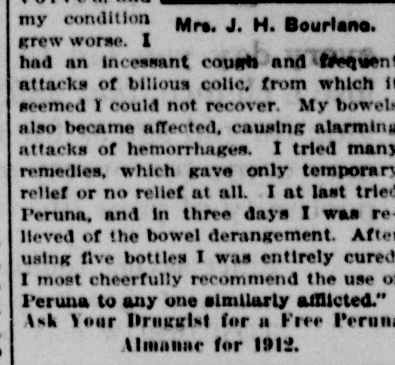 my condition
Mrs. J. H. Bourland.
grew worse. I
had an incessant cough and frequent
attacks of bilious colic, from which it
seemed I could not recover. My bowels
also became affected, causing alarming
attacks of hemorrhages. I tried many
remedies, which gave only temporary
relief or no relief at all. I at last tried
Peruna, and in three days I was re-
lieved of the bowel derangement. After
using five bottles I was entirely cured.
I most cheerfully recommend the use of
Peruna to any one similarly afflicted."
Ask Your Druggist for a Free Peruna
Almanac for 1912.